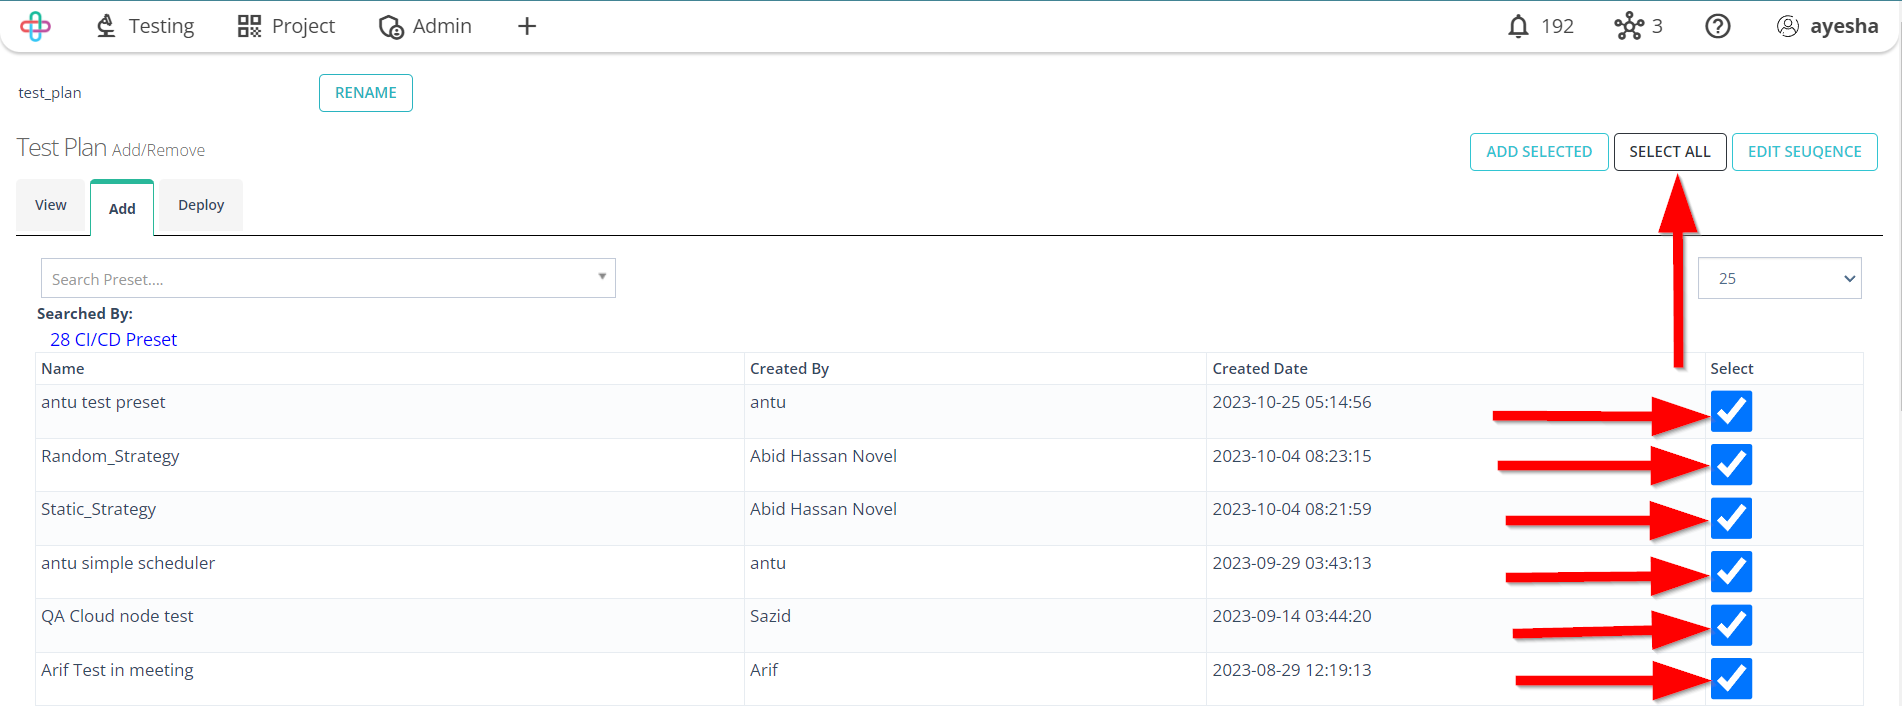 Testing Project Admin + 192 3 ayesha
test_plan RENAME
Test Plan Add/Remove ADD SELECTED SELECT ALL EDIT SEUQENCE
View Add Deploy
Search Preset.... 25
Searched By:
28 CI/CD Preset
Name Created By Created Date Select
antu test preset antu 2023-10-25 05:14:56
Random_Strategy Abid Hassan Novel 2023-10-04 08:23:15
Static_Strategy Abid Hassan Novel 2023-10-04 08:21:59
antu simple scheduler antu 2023-09-29 03:43:13
QA Cloud node test Sazid 2023-09-14 03:44:20
Arif Test in meeting Arif 2023-08-29 12:19:13